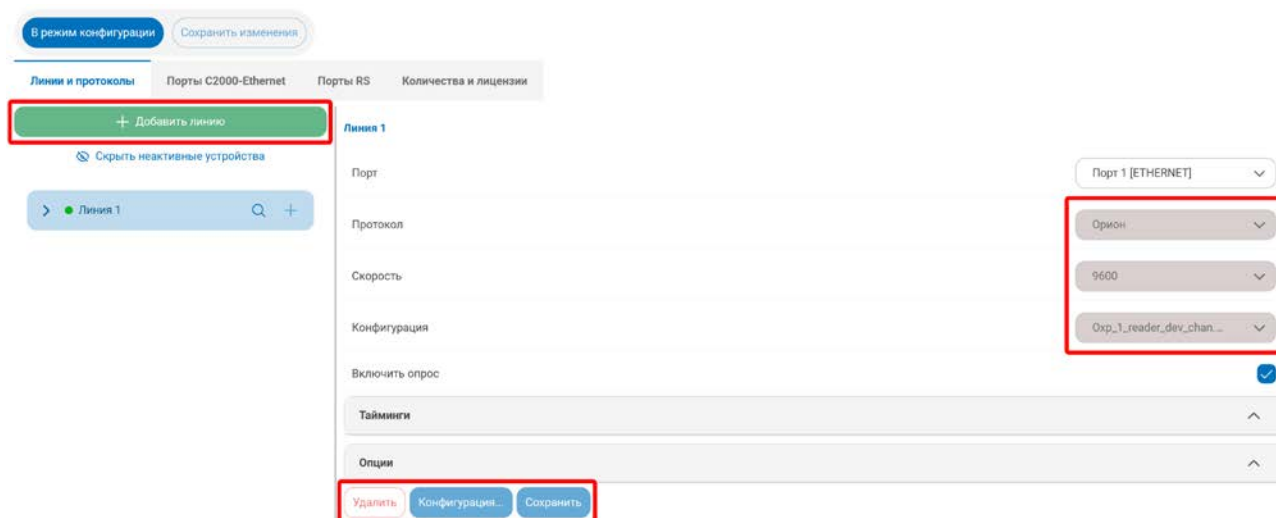 В режим конфигурации Сохранить изменения
Линии и протоколы Порты C2000-Ethernet Порты RS Количества и лицензии
+ Добавить линию
Скрыть неактивные устройства
Линия 1
Линия 1
Порт Порт 1 [ETHERNET]
Протокол Орион
Скорость 9600
Конфигурация Oxp_1_reader_dev_chan...
Включить опрос
Тайминги
Опции
Удалить Конфигурация... Сохранить